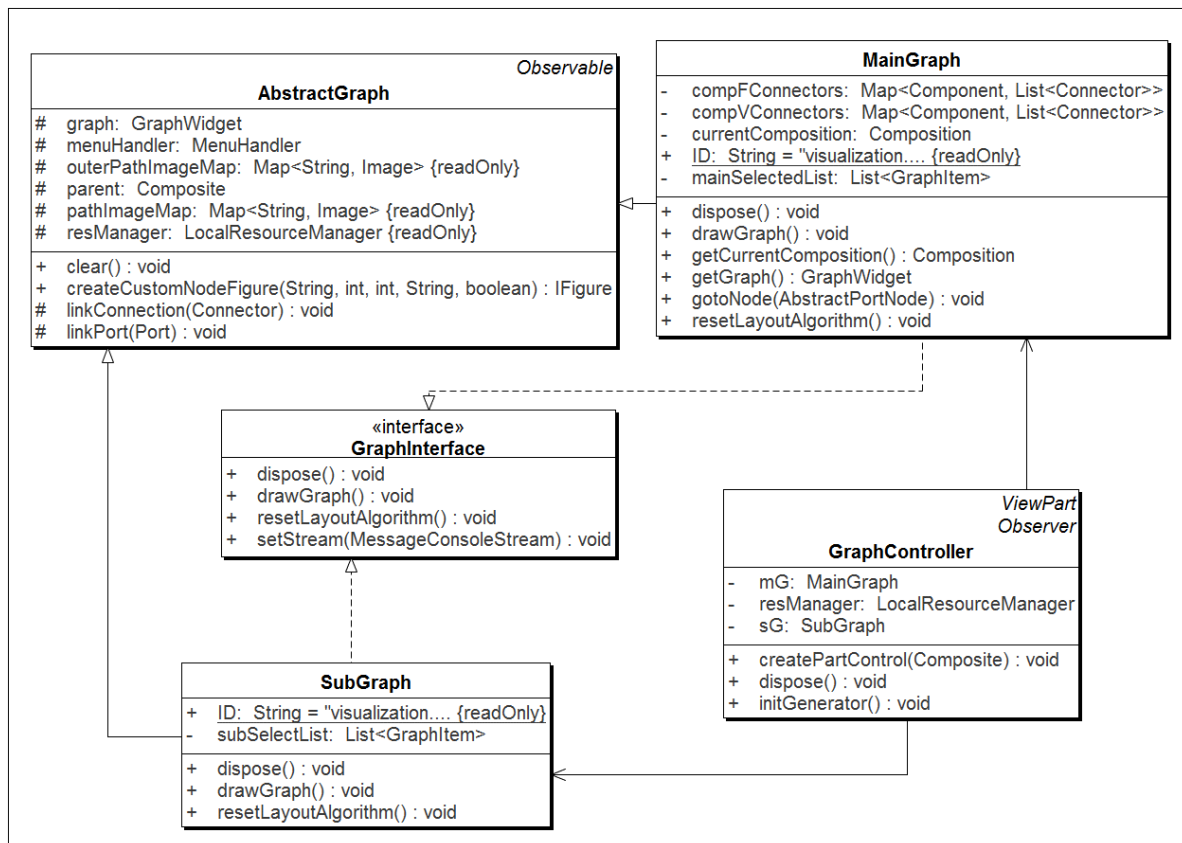 Observable
AbstractGraph
# graph: GraphWidget
# menuHandler: MenuHandler
# outerPathImageMap: Map<String, Image> {readOnly}
# parent: Composite
# pathImageMap: Map<String, Image> {readOnly}
# resManager: LocalResourceManager {readOnly}
+ clear() : void
+ createCustomNodeFigure(String, int, int, String, boolean) : IFigure
# linkConnection(Connector) : void
# linkPort(Port) : void
MainGraph
- compFConnectors: Map<Component, List<Connector>>
- compVConnectors: Map<Component, List<Connector>>
- currentComposition: Composition
+ ID: String = "visualization.... {readOnly}
- mainSelectedList: List<GraphItem>
+ dispose() : void
+ drawGraph() : void
+ getCurrentComposition() : Composition
+ getGraph() : GraphWidget
+ gotoNode(AbstractPortNode) : void
+ resetLayoutAlgorithm() : void
«interface»
GraphInterface
+ dispose() : void
+ drawGraph() : void
+ resetLayoutAlgorithm() : void
+ setStream(MessageConsoleStream) : void
ViewPart
Observer
GraphController
- mG: MainGraph
- resManager: LocalResourceManager
- sG: SubGraph
+ createPartControl(Composite) : void
+ dispose() : void
+ initGenerator() : void
SubGraph
+ ID: String = "visualization.... {readOnly}
- subSelectList: List<GraphItem>
+ dispose() : void
+ drawGraph() : void
+ resetLayoutAlgorithm() : void